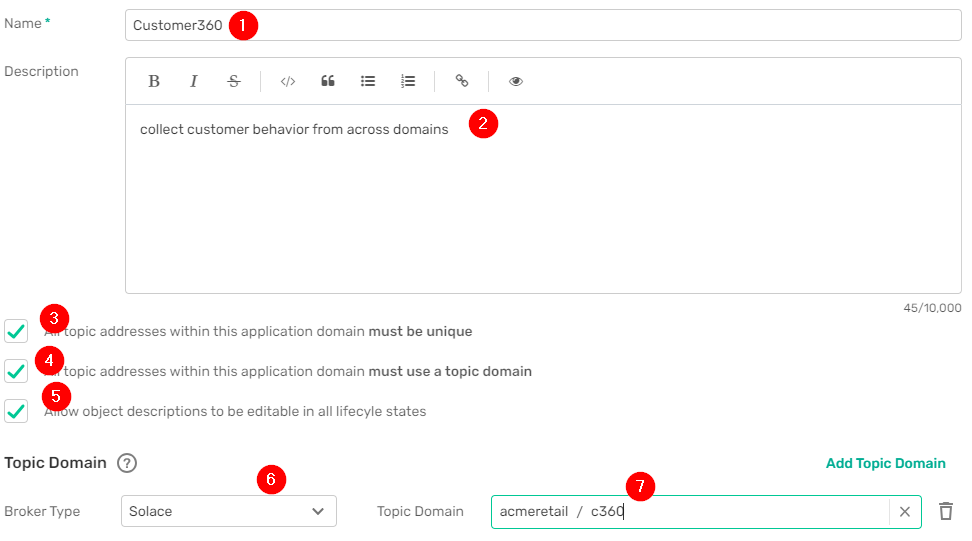 Name *
Customer360 1
Description
B I S </>
collect customer behavior from across domains 2
45/10,000
3
All topic addresses within this application domain must be unique
4
All topic addresses within this application domain must use a topic domain
5
Allow object descriptions to be editable in all lifecyle states
Topic Domain ? 6 Add Topic Domain
7
Broker Type Solace Topic Domain acmeretail / c360